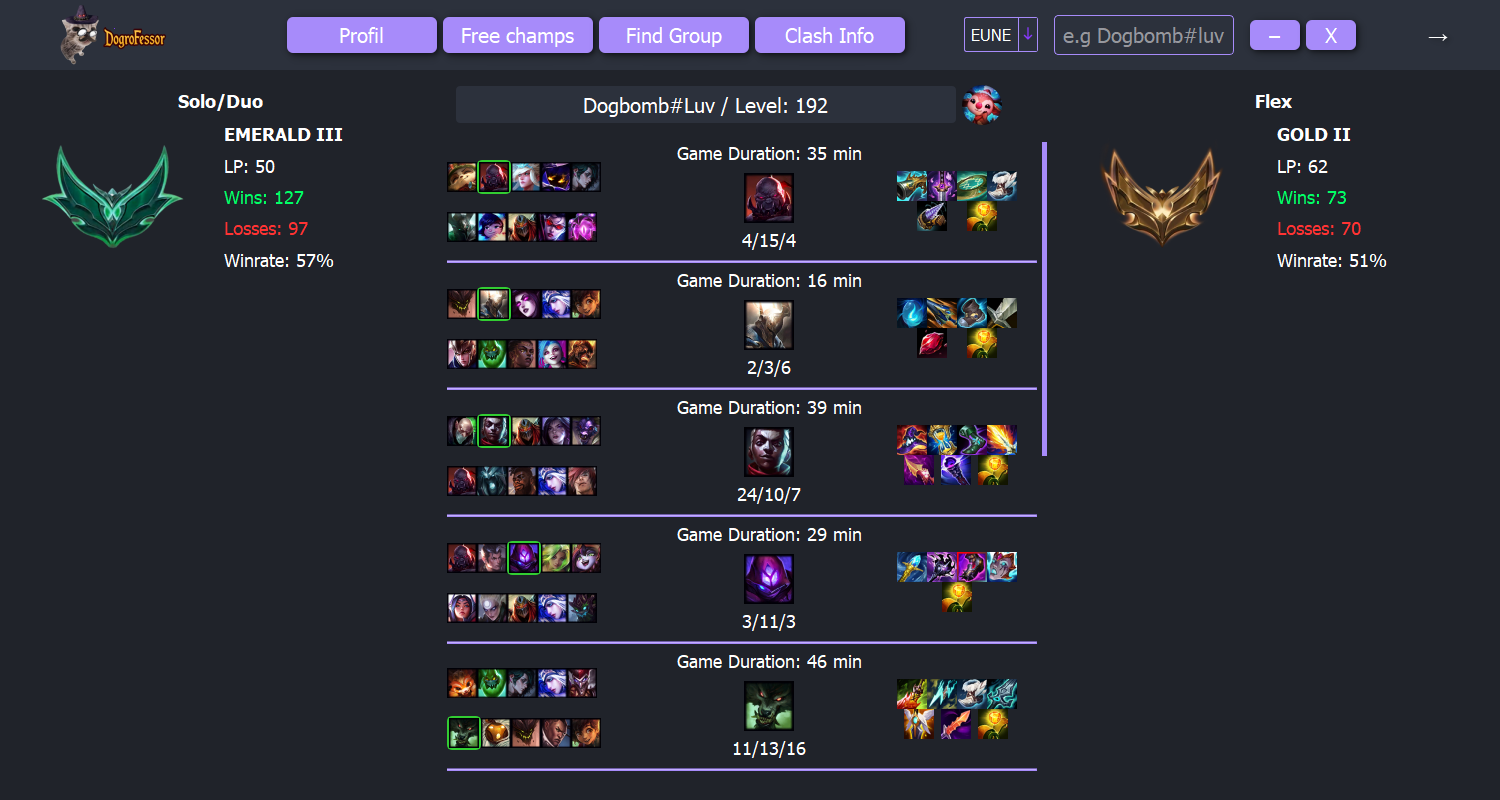 DogroFessor
Profil
Free champs
Find Group
Clash Info
EUNE ↓
e.g Dogbomb#luv
–
X
→
Solo/Duo
EMERALD III
LP: 50
Wins: 127
Losses: 97
Winrate: 57%
Dogbomb#Luv / Level: 192
Game Duration: 35 min
4/15/4
Game Duration: 16 min
2/3/6
Game Duration: 39 min
24/10/7
Game Duration: 29 min
3/11/3
Game Duration: 46 min
11/13/16
Flex
GOLD II
LP: 62
Wins: 73
Losses: 70
Winrate: 51%